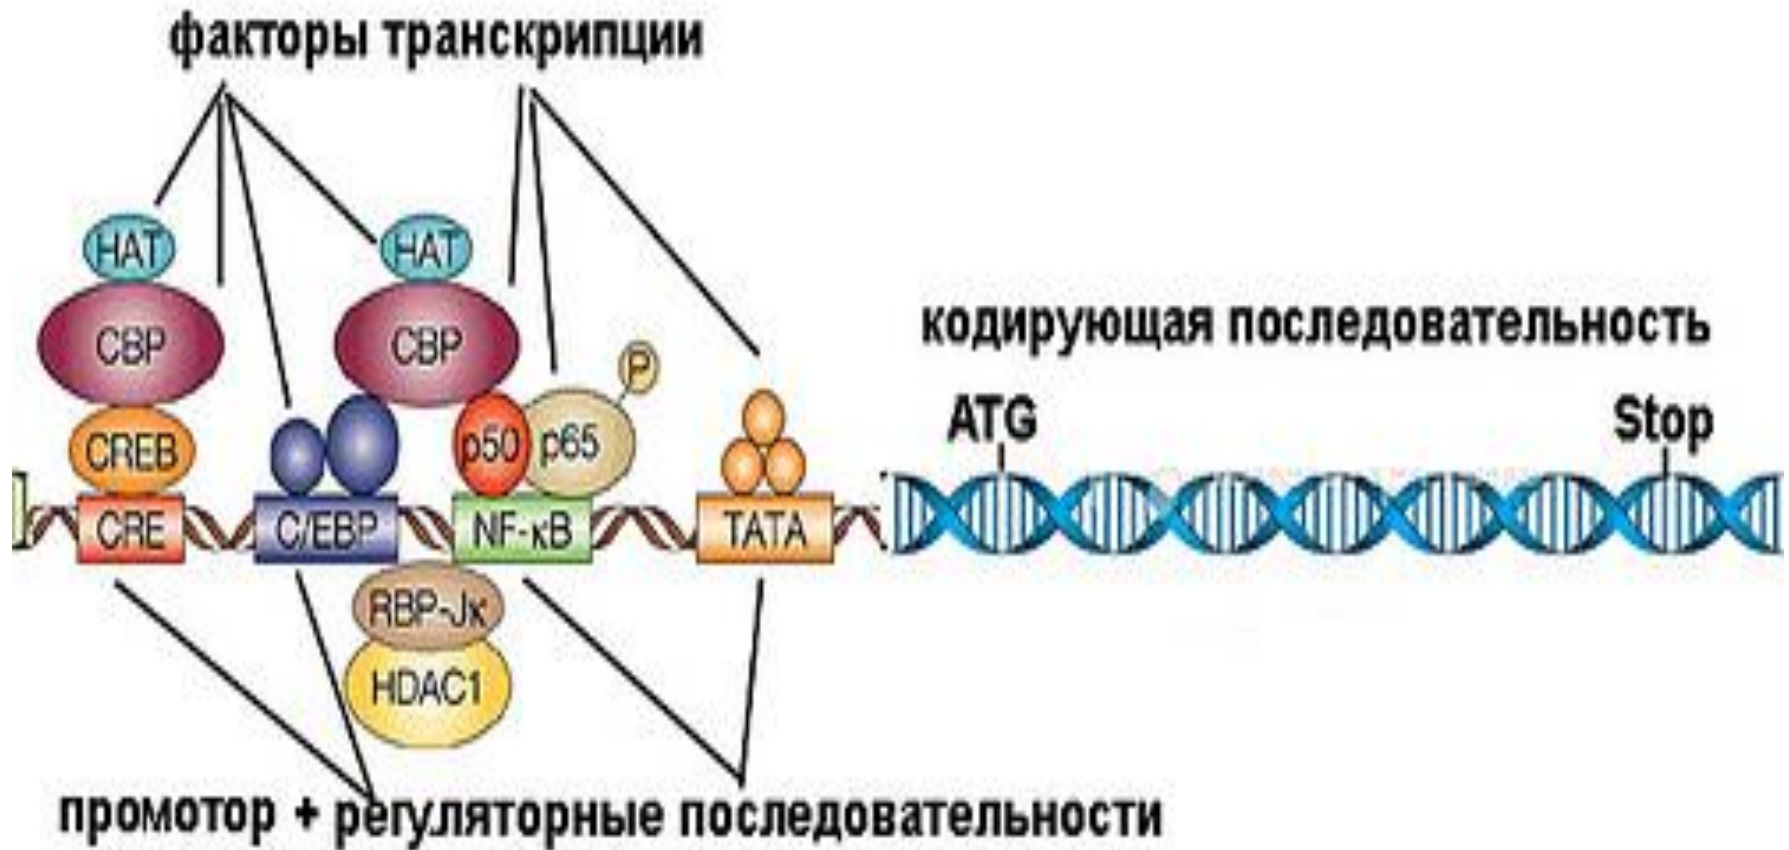 факторы транскрипции
HAT HAT
CBP CBP
кодирующая последовательность
P
ATG Stop
CREB p50 p65
CRE C/EBP NF-κB TATA
RBP-Jκ
HDAC1
промотор + регуляторные последовательности